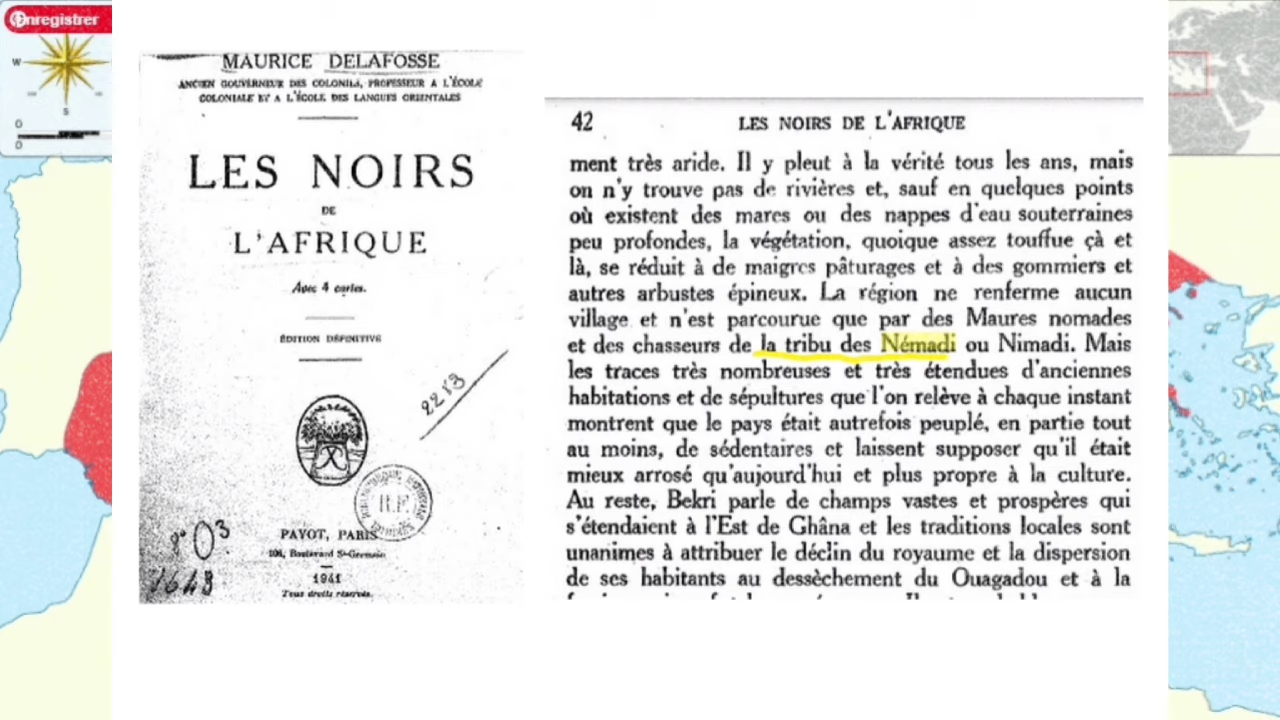 Enregistrer
W
S
0
0
MAURICE DELAFOSSE
ANCIEN GOUVERNEUR DES COLONIES, PROFESSEUR A L'ÉCOLE
COLONIALE ET A L'ÉCOLE DES LANGUES ORIENTALES
LES NOIRS
DE
L'AFRIQUE
Avec 4 cartes.
ÉDITION DÉFINITIVE
2213
R.F.
PAYOT, PARIS
106, Boulevard St-Germain
1941
Tous droits réservés.
8° O3
1648
42 LES NOIRS DE L'AFRIQUE
ment très aride. Il y pleut à la vérité tous les ans, mais
on n'y trouve pas de rivières et, sauf en quelques points
où existent des mares ou des nappes d'eau souterraines
peu profondes, la végétation, quoique assez touffue çà et
là, se réduit à de maigres pâturages et à des gommiers et
autres arbustes épineux. La région ne renferme aucun
village et n'est parcourue que par des Maures nomades
et des chasseurs de la tribu des Némadi ou Nimadi. Mais
les traces très nombreuses et très étendues d'anciennes
habitations et de sépultures que l'on relève à chaque instant
montrent que le pays était autrefois peuplé, en partie tout
au moins, de sédentaires et laissent supposer qu'il était
mieux arrosé qu'aujourd'hui et plus propre à la culture.
Au reste, Bekri parle de champs vastes et prospères qui
s'étendaient à l'Est de Ghâna et les traditions locales sont
unanimes à attribuer le déclin du royaume et la dispersion
de ses habitants au dessèchement du Ouagadou et à la